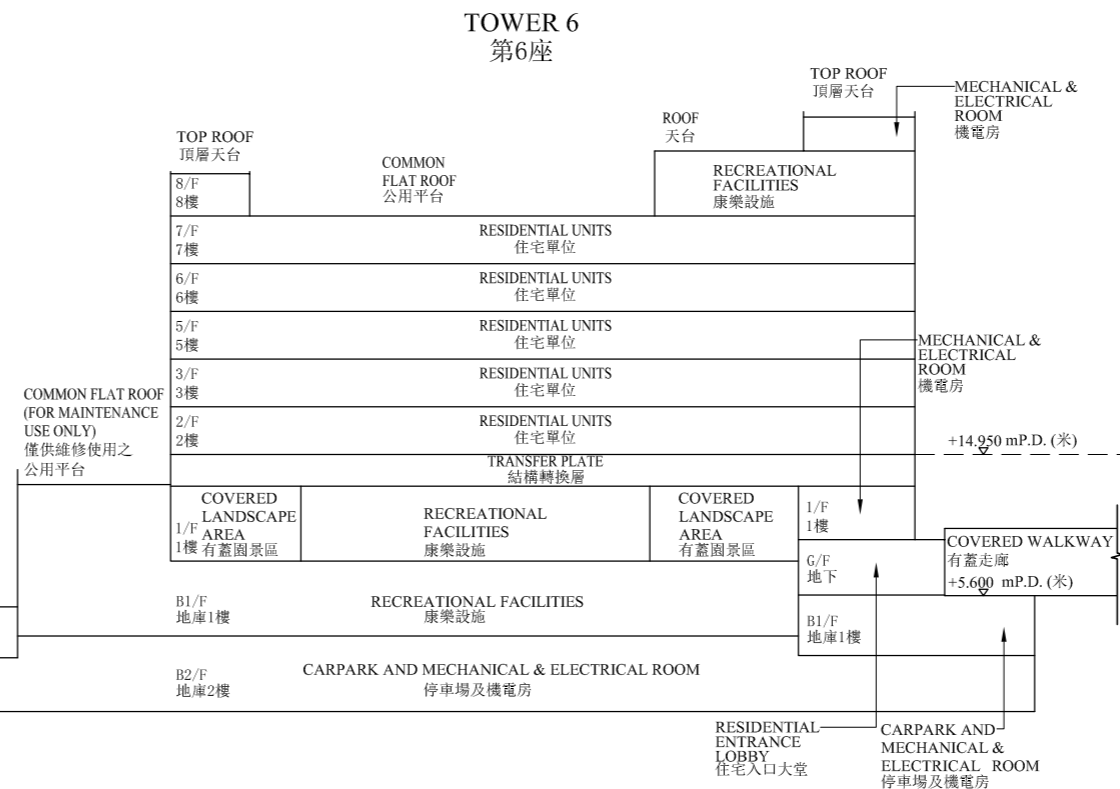 TOWER 6
第6座
TOP ROOF
頂層天台
MECHANICAL &
ELECTRICAL
ROOM
機電房
ROOF
天台
TOP ROOF
頂層天台
COMMON
FLAT ROOF
公用平台
RECREATIONAL
FACILITIES
康樂設施
8/F
8樓
7/F
7樓
RESIDENTIAL UNITS
住宅單位
6/F
6樓
RESIDENTIAL UNITS
住宅單位
5/F
5樓
RESIDENTIAL UNITS
住宅單位
MECHANICAL &
ELECTRICAL
ROOM
機電房
3/F
3樓
RESIDENTIAL UNITS
住宅單位
COMMON FLAT ROOF
(FOR MAINTENANCE
USE ONLY)
僅供維修使用之
公用平台
2/F
2樓
RESIDENTIAL UNITS
住宅單位
+14.950 mP.D. (米)
TRANSFER PLATE
結構轉換層
1/F
1樓
COVERED
LANDSCAPE
AREA
有蓋園景區
RECREATIONAL
FACILITIES
康樂設施
COVERED
LANDSCAPE
AREA
有蓋園景區
1/F
1樓
G/F
地下
COVERED WALKWAY
有蓋走廊
+5.600 mP.D. (米)
B1/F
地庫1樓
RECREATIONAL FACILITIES
康樂設施
B1/F
地庫1樓
B2/F
地庫2樓
CARPARK AND MECHANICAL & ELECTRICAL ROOM
停車場及機電房
RESIDENTIAL
ENTRANCE
LOBBY
住宅入口大堂
CARPARK AND
MECHANICAL &
ELECTRICAL ROOM
停車場及機電房